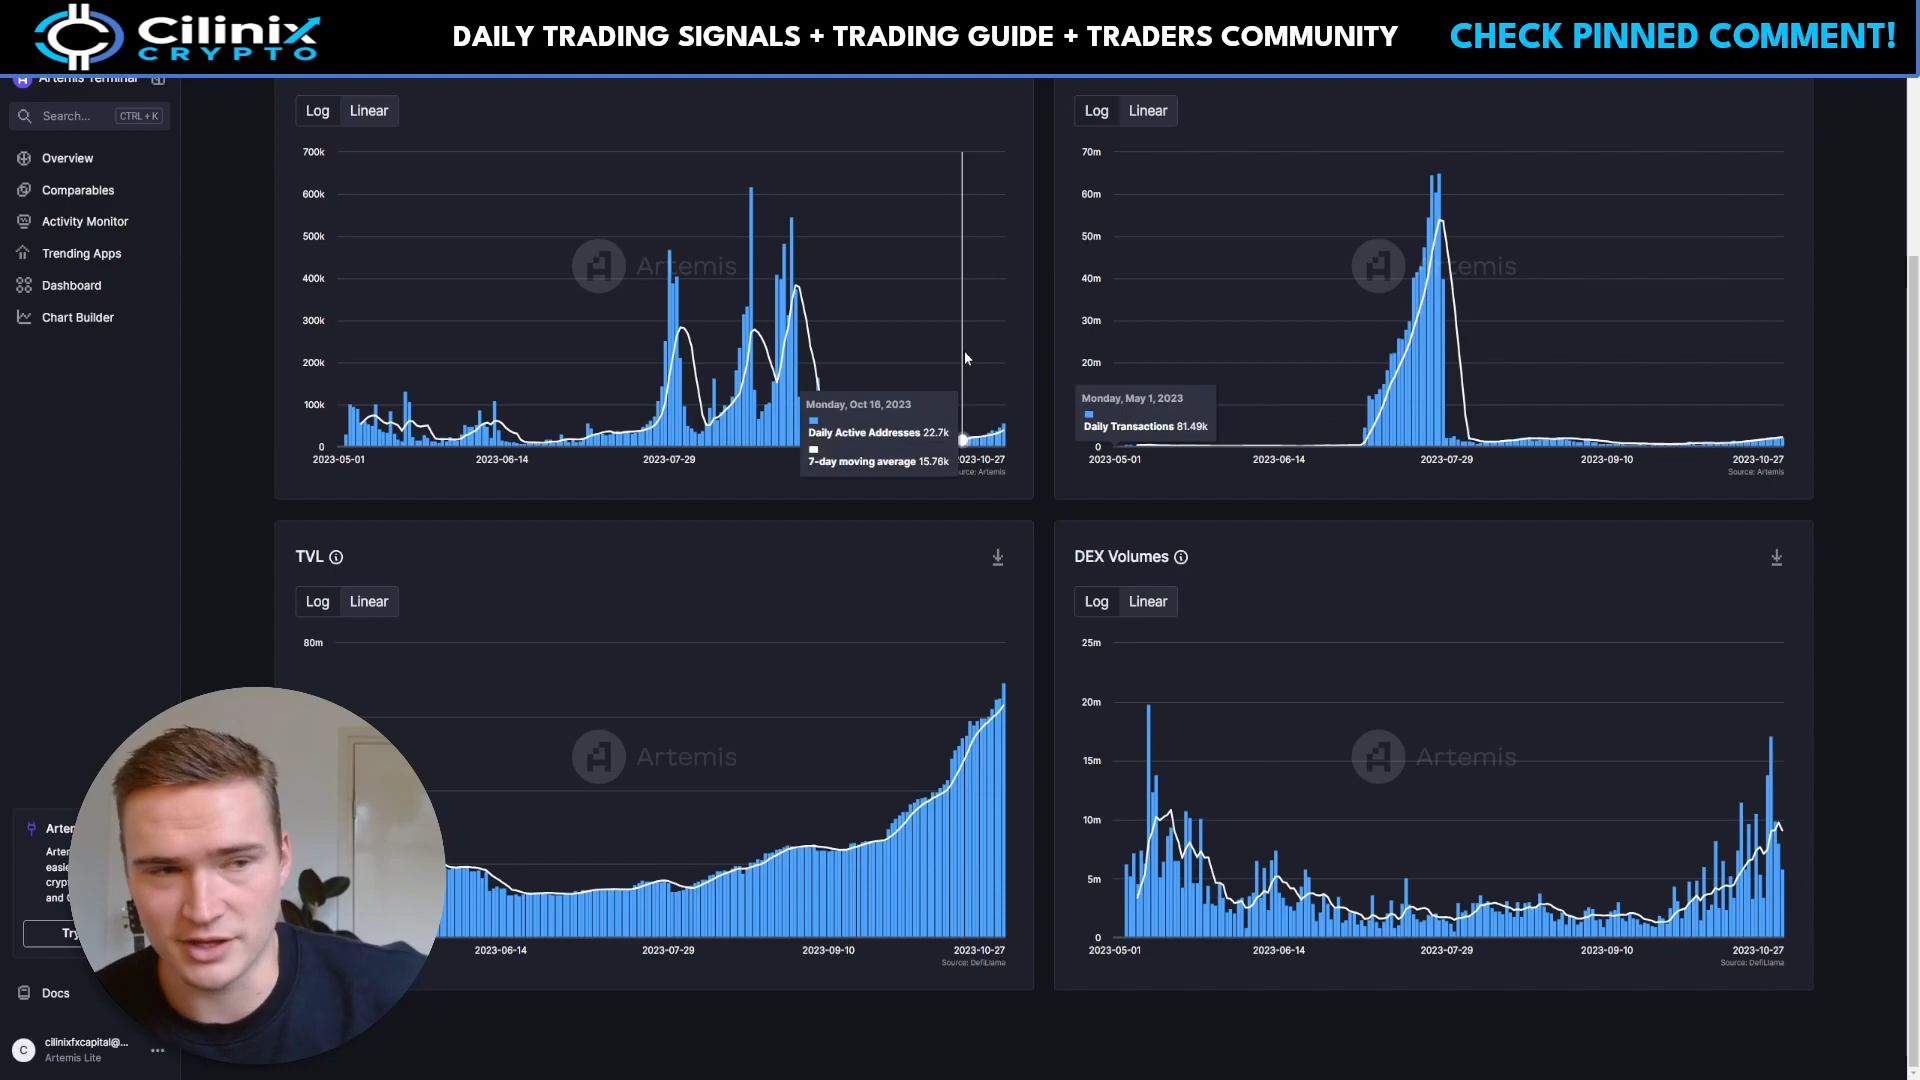 Cilinix
CRYPTO
DAILY TRADING SIGNALS + TRADING GUIDE + TRADERS COMMUNITY
CHECK PINNED COMMENT!
Artemis Terminal
Search...
CTRL + K
Overview
Comparables
Activity Monitor
Trending Apps
Dashboard
Chart Builder
Log
Linear
700k
600k
500k
400k
300k
200k
100k
0
Artemis
Monday, Oct 16, 2023
Daily Active Addresses 22.7k
7-day moving average 15.76k
2023-05-01
2023-06-14
2023-07-29
2023-10-27
Artemis
Log
Linear
70m
60m
50m
40m
30m
20m
0
Monday, May 1, 2023
Daily Transactions 81.49k
2023-05-01
2023-06-14
2023-07-29
2023-09-10
2023-10-27
Source: Artemis
TVL
Log
Linear
80m
Artemis
2023-06-14
2023-07-29
2023-09-10
2023-10-27
Source: DefiLlama
DEX Volumes
Log
Linear
25m
20m
15m
10m
5m
0
Artemis
2023-05-01
2023-06-14
2023-07-29
2023-09-10
2023-10-27
Source: DefiLlama
Docs
C
cilinixfxcapital@...
Artemis Lite